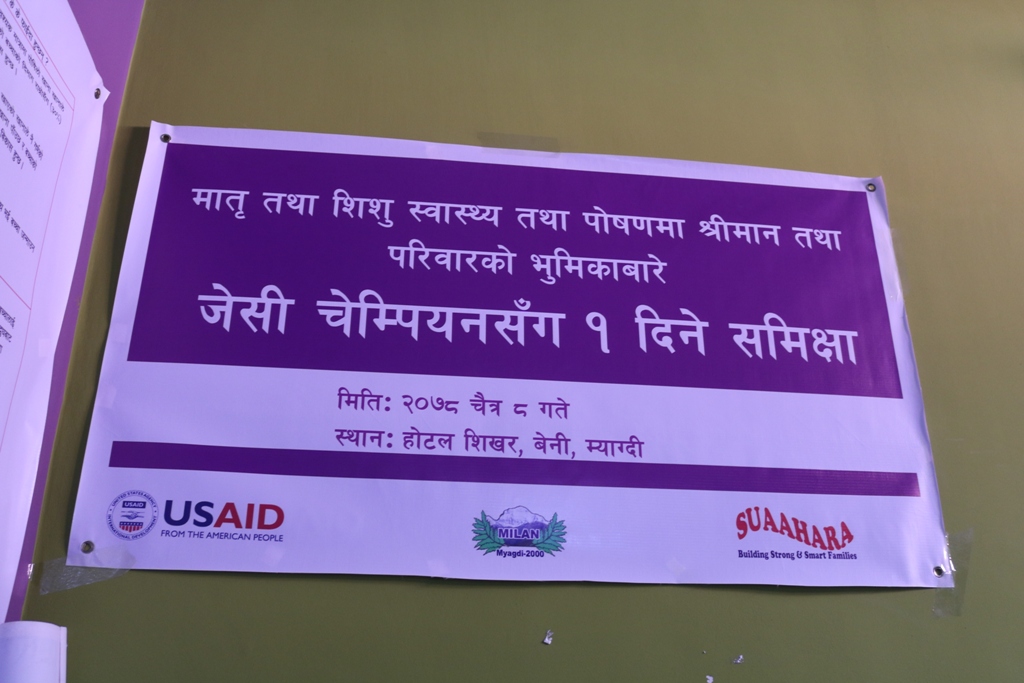 मातृ तथा शिशु स्वास्थ्य तथा पोषणमा श्रीमान तथा
परिवारको भुमिकाबारे
जेसी चेम्पियनसँग १ दिने समिक्षा
मिति: २०७८ चैत्र ८ गते
स्थान: होटल शिखर, बेनी, म्याग्दी
USAID
USAID
FROM THE AMERICAN PEOPLE
MILAN
Myagdi-2000
SUAAHARA
Building Strong & Smart Families